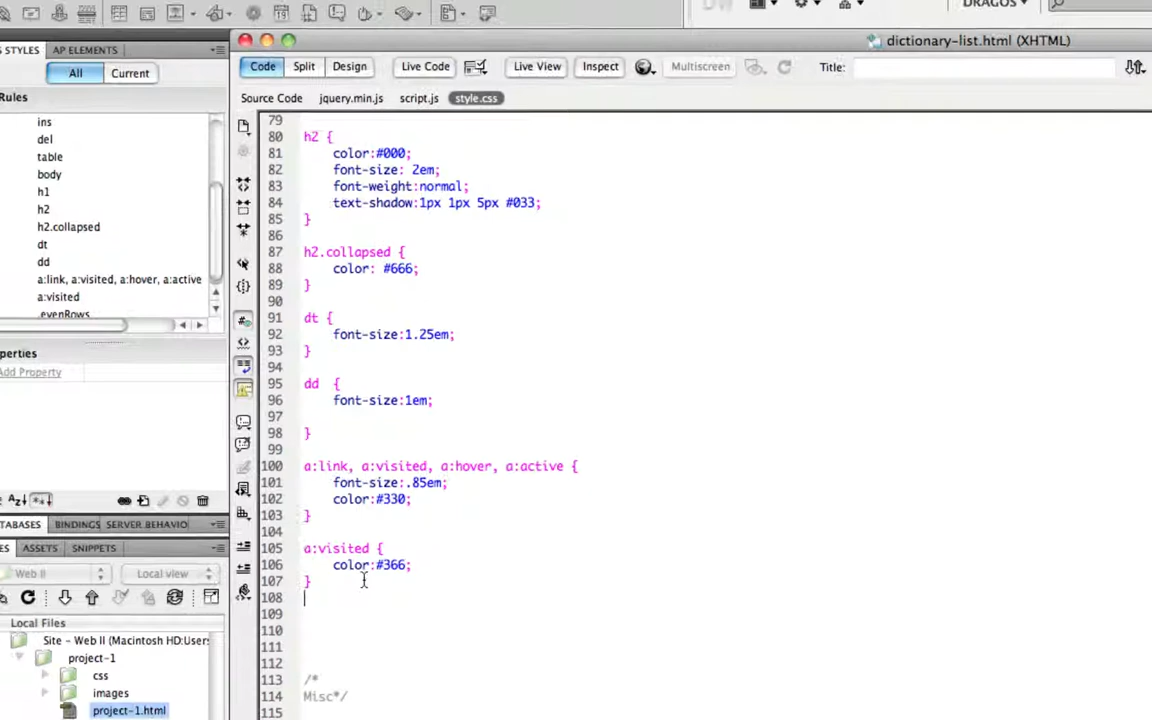 DRAGOS
dictionary-list.html (XHTML)
STYLES
AP ELEMENTS
All
Current
Code
Split
Design
Live Code
Live View
Inspect
Multiscreen
Title:
Rules
Source Code
jquery.min.js
script.js
style.css
ins
del
table
body
h1
h2
h2.collapsed
dt
dd
a:link, a:visited, a:hover, a:active
a:visited
.evenRows
Add Property
79
80 h2 {
81 color:#000;
82 font-size: 2em;
83 font-weight:normal;
84 text-shadow:1px 1px 5px #033;
85 }
86
87 h2.collapsed {
88 color: #666;
89 }
90
91 dt {
92 font-size:1.25em;
93 }
94
95 dd {
96 font-size:1em;
97
98 }
99
100 a:link, a:visited, a:hover, a:active {
101 font-size:.85em;
102 color:#330;
103 }
104
105 a:visited {
106 color:#366;
107 }
108
109
110
111
112
113 /*
114 Misc*/
115
BINDINGS
SERVER BEHAVIO
ASSETS
SNIPPETS
Web II
Local view
Local Files
Site - Web II (Macintosh HD:Users:
project-1
css
images
project-1.html